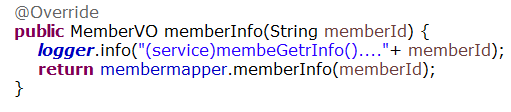 @Override
public MemberVO memberInfo(String memberId) {
logger.info("(service)membeGetrInfo()...."+ memberId);
return membermapper.memberInfo(memberId);
}